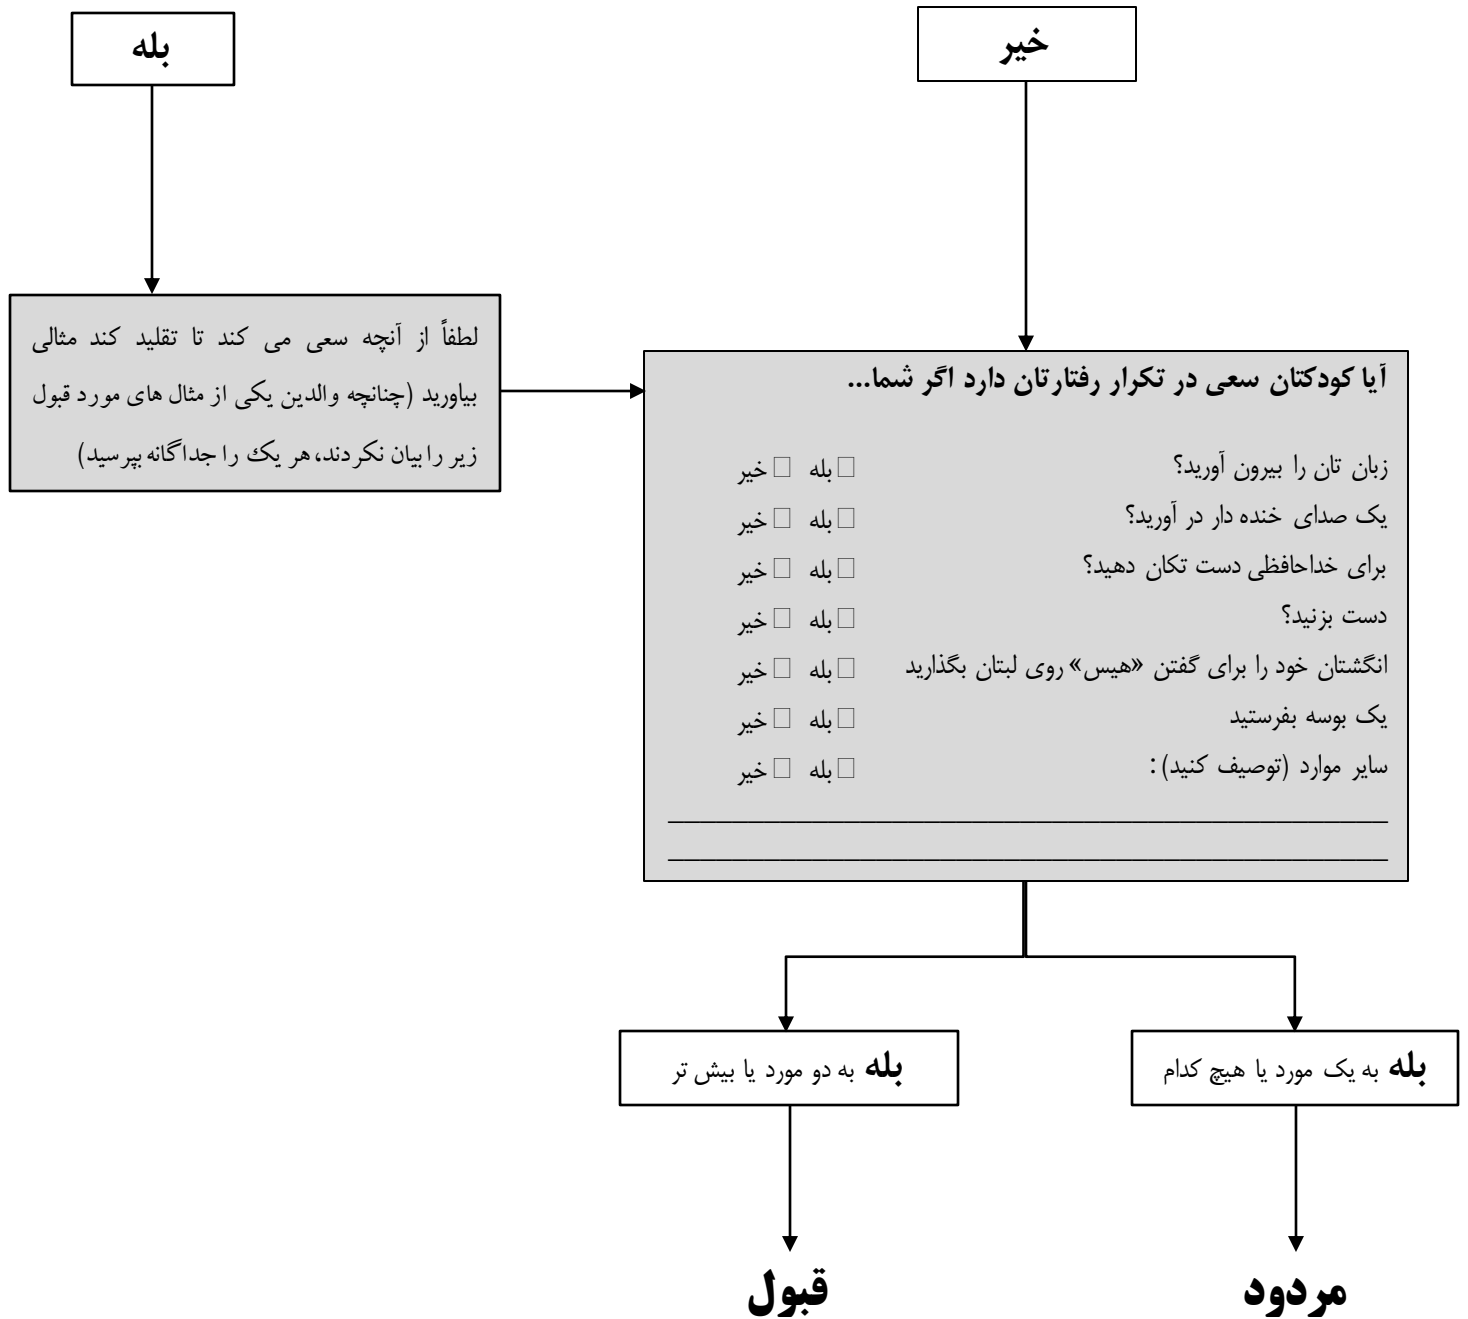 خیر
بله
لطفاً از آنچه سعی می کند تا تقلید کند مثالی
بیاورید (چنانچه والدین یکی از مثال های مورد قبول
زیر را بیان نکردند، هر یک را جداگانه بپرسید)
آیا کودکتان سعی در تکرار رفتارتان دارد اگر شما...
زبان تان را بیرون آورید؟ □ بله □ خیر
یک صدای خنده دار در آورید؟ □ بله □ خیر
برای خداحافظی دست تکان دهید؟ □ بله □ خیر
دست بزنید؟ □ بله □ خیر
انگشتان خود را برای گفتن «هیس» روی لبتان بگذارید □ بله □ خیر
یک بوسه بفرستید □ بله □ خیر
سایر موارد (توصیف کنید): □ بله □ خیر
بله به یک مورد یا هیچ کدام
بله به دو مورد یا بیش تر
مردود
قبول